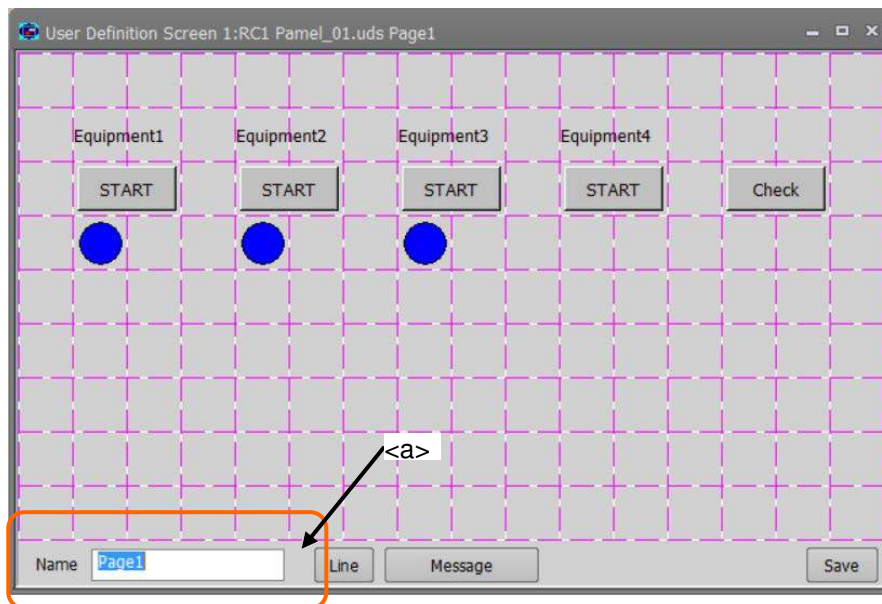 User Definition Screen 1:RC1 Pamel_01.uds Page1
Equipment1 Equipment2 Equipment3 Equipment4
START START START START Check
<a>
Name Page1 Line Message Save